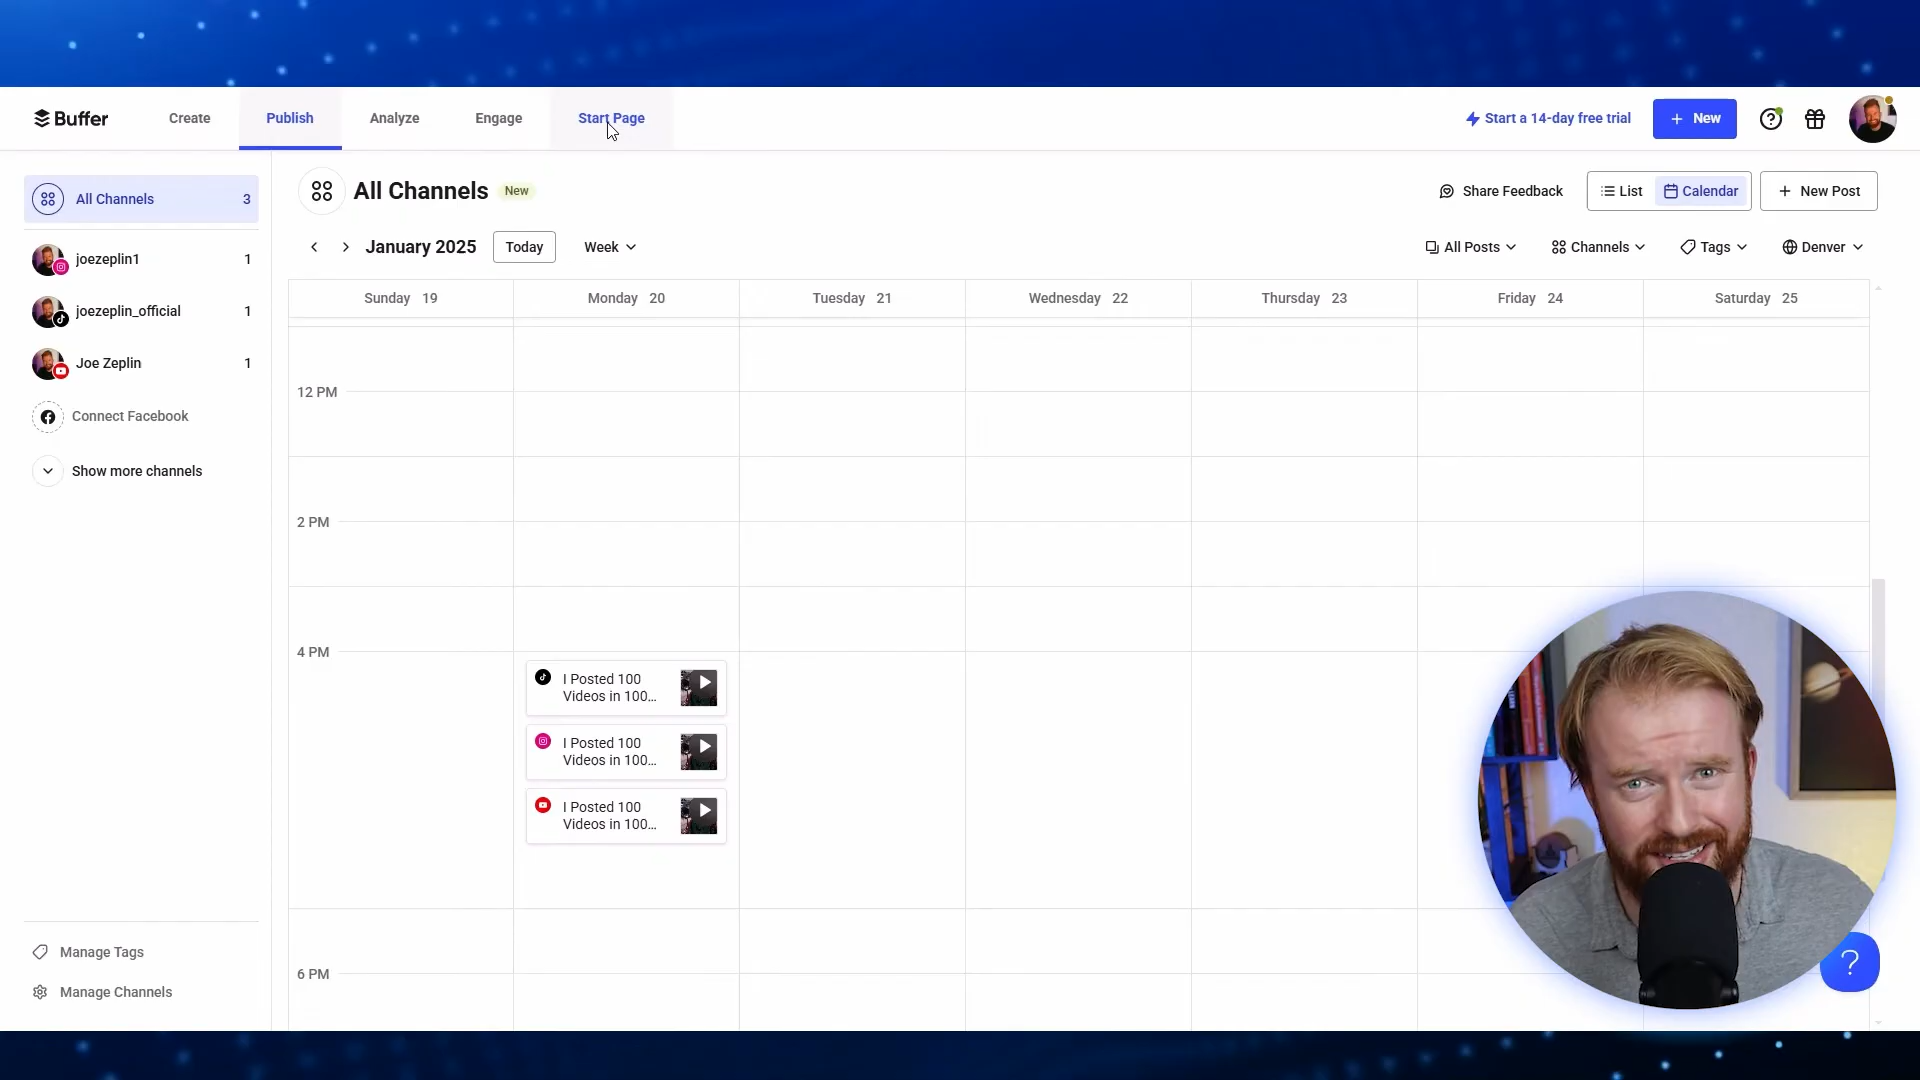 Buffer
Create
Publish
Analyze
Engage
Start Page
Start a 14-day free trial
+ New
All Channels 3
joezeplin1 1
joezeplin_official 1
Joe Zeplin 1
Connect Facebook
Show more channels
Manage Tags
Manage Channels
All Channels New
Share Feedback
List
Calendar
+ New Post
January 2025
Today
Week
All Posts
Channels
Tags
Denver
Sunday 19
Monday 20
Tuesday 21
Wednesday 22
Thursday 23
Friday 24
Saturday 25
12 PM
2 PM
4 PM
I Posted 100
Videos in 100...
I Posted 100
Videos in 100...
I Posted 100
Videos in 100...
6 PM
?